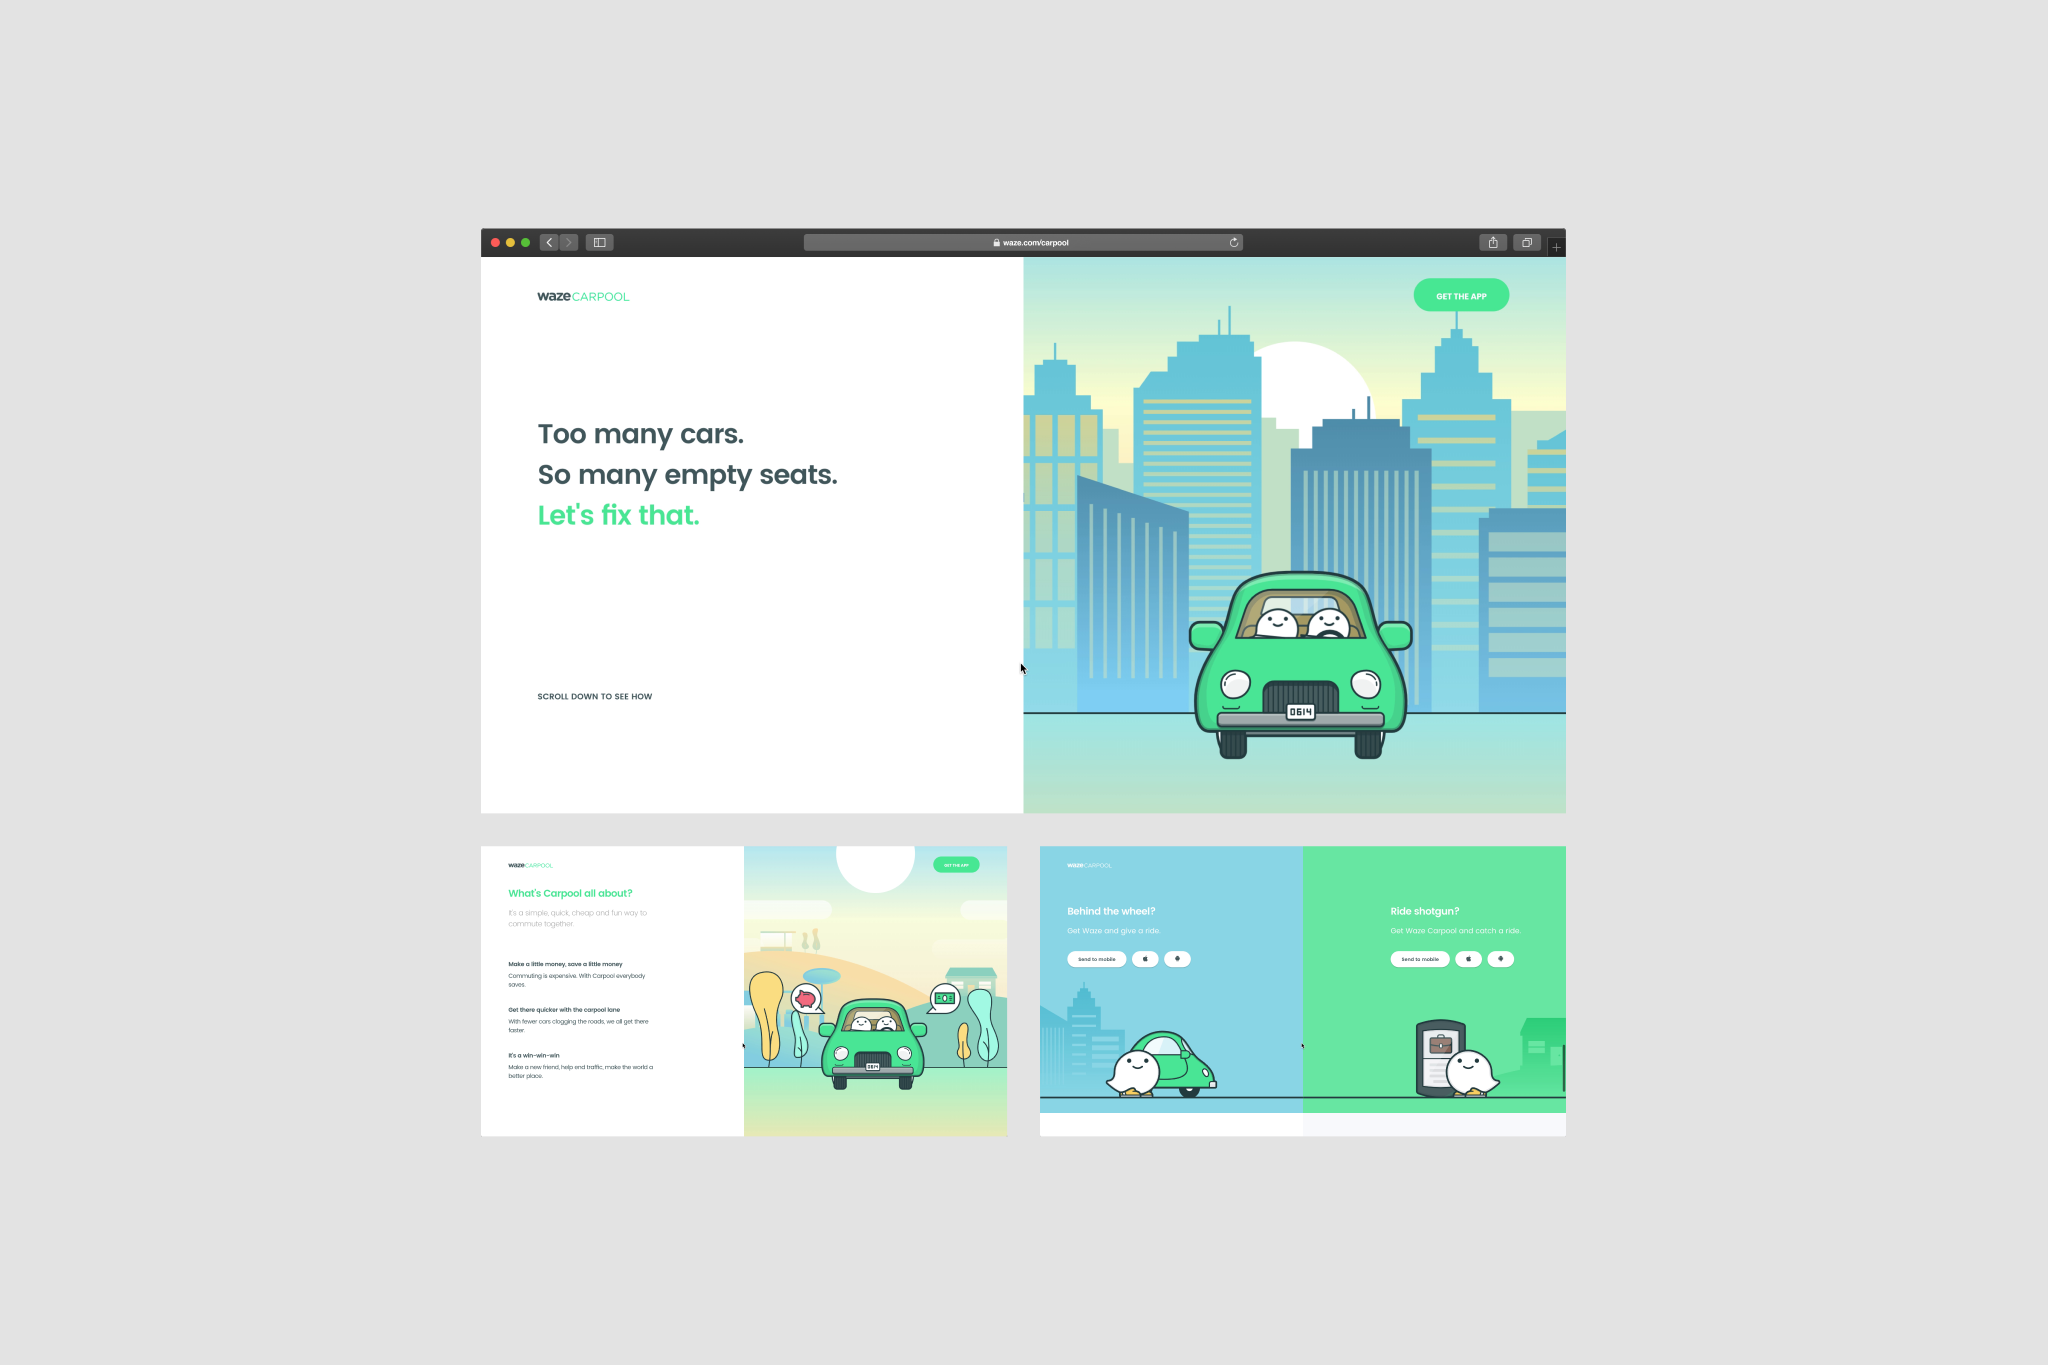 waze.com/carpool
waze CARPOOL
GET THE APP
Too many cars.
So many empty seats.
Let's fix that.
SCROLL DOWN TO SEE HOW
0614
waze CARPOOL
GET THE APP
What's Carpool all about?
It's a simple, quick, cheap and fun way to
commute together.
Make a little money, save a little money
Commuting is expensive. With Carpool everybody
saves.
Get there quicker with the carpool lane
With fewer cars clogging the roads, we all get there
faster.
It's a win-win-win
Make a new friend, help end traffic, make the world a
better place.
0614
waze CARPOOL
Behind the wheel?
Get Waze and give a ride.
Send to mobile
Ride shotgun?
Get Waze Carpool and catch a ride.
Send to mobile